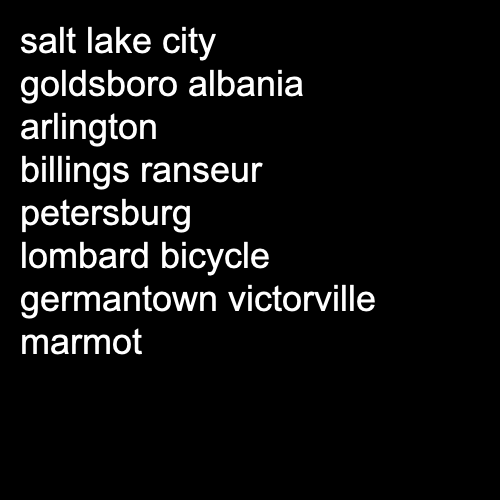 salt lake city
goldsboro albania
arlington
billings ranseur
petersburg
lombard bicycle
germantown victorville
marmot